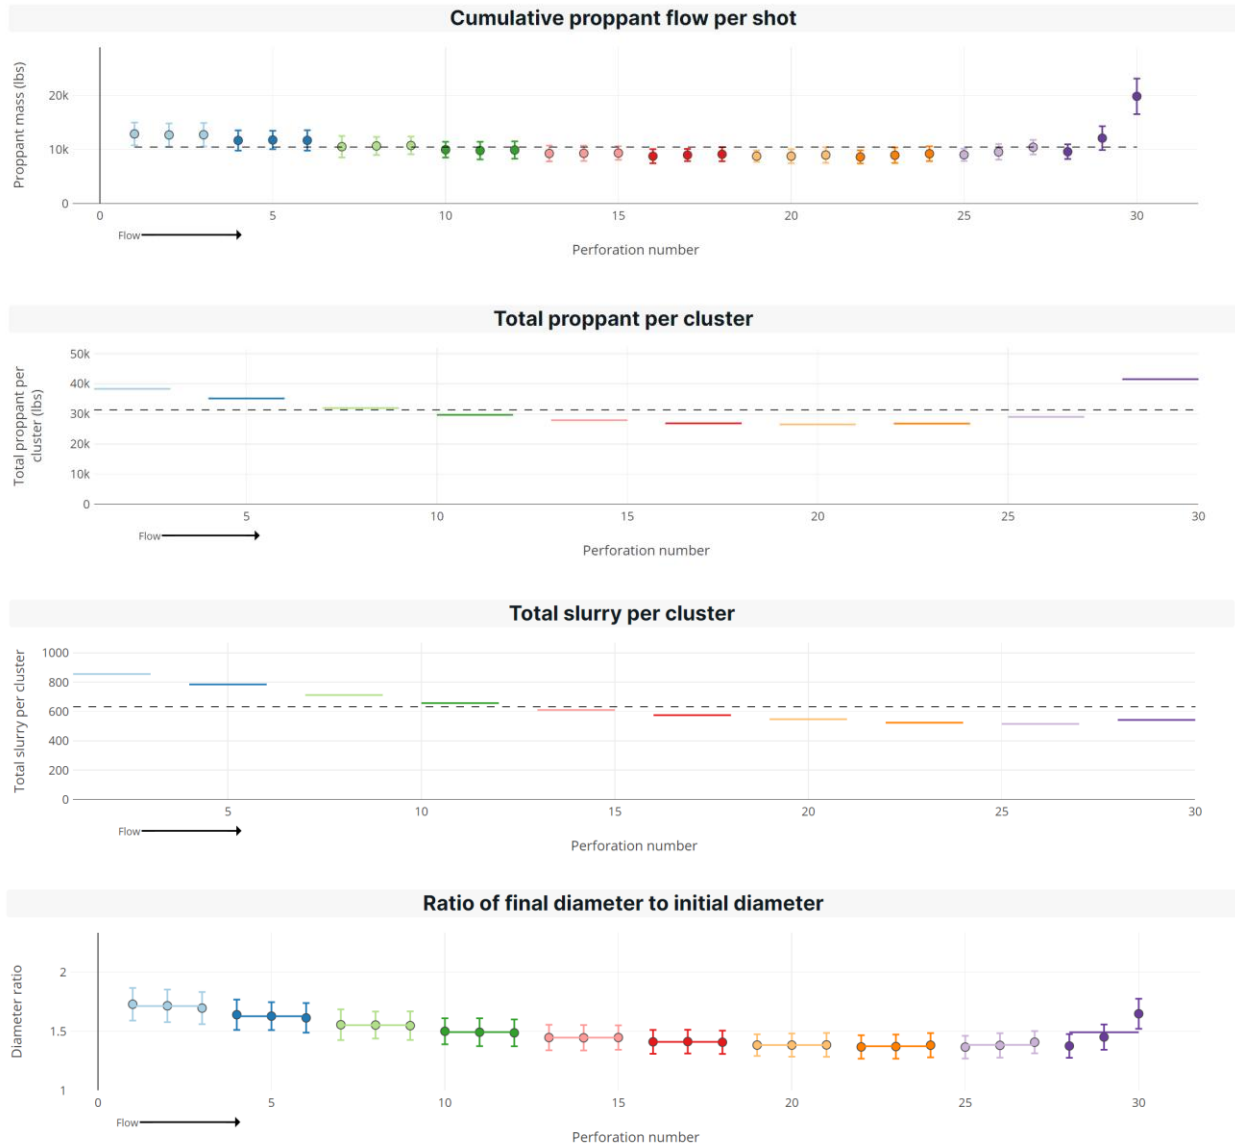 Cumulative proppant flow per shot
Proppant mass (lbs)
20k
10k
0
0 5 10 15 20 25 30
Flow
Perforation number
Total proppant per cluster
Total proppant per
cluster (lbs)
50k
40k
30k
20k
10k
0
5 10 15 20 25 30
Flow
Perforation number
Total slurry per cluster
Total slurry per cluster
1000
800
600
400
200
0
5 10 15 20 25 30
Flow
Perforation number
Ratio of final diameter to initial diameter
Diameter ratio
2
1.5
1
0 5 10 15 20 25 30
Flow
Perforation number